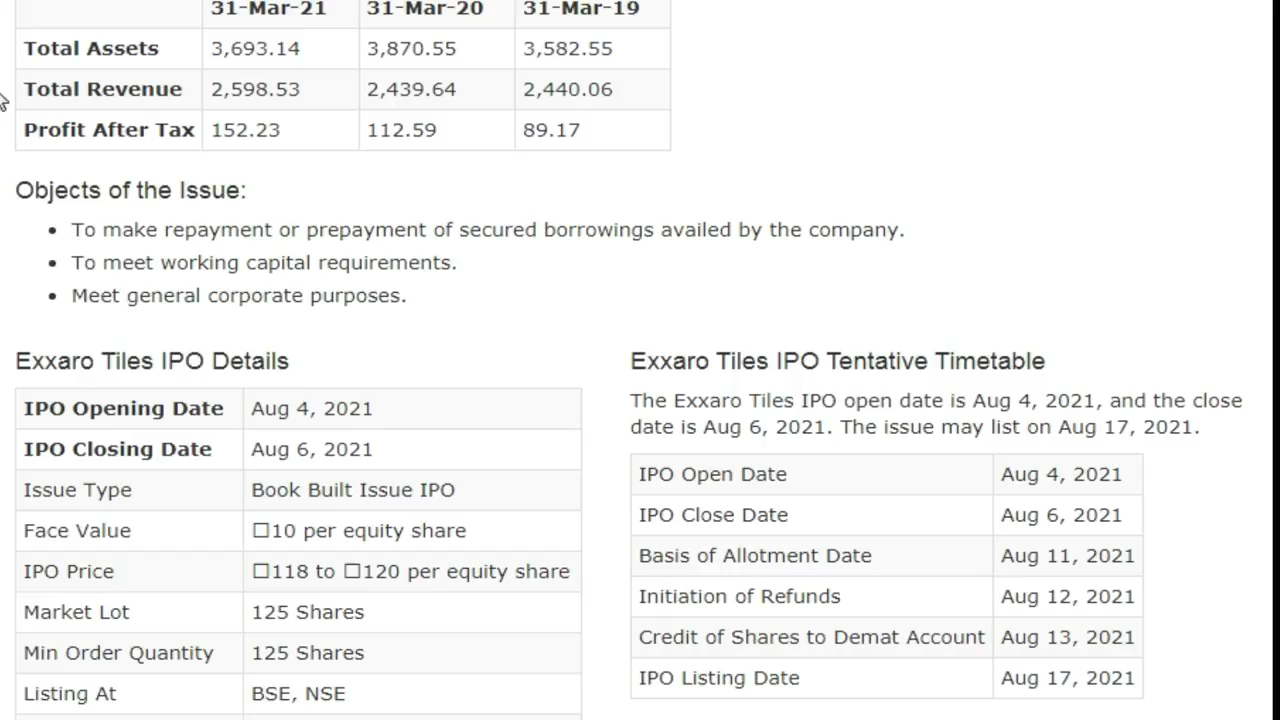 31-Mar-21 31-Mar-20 31-Mar-19
Total Assets 3,693.14 3,870.55 3,582.55
Total Revenue 2,598.53 2,439.64 2,440.06
Profit After Tax 152.23 112.59 89.17
Objects of the Issue:
• To make repayment or prepayment of secured borrowings availed by the company.
• To meet working capital requirements.
• Meet general corporate purposes.
Exxaro Tiles IPO Details
IPO Opening Date Aug 4, 2021
IPO Closing Date Aug 6, 2021
Issue Type Book Built Issue IPO
Face Value □10 per equity share
IPO Price □118 to □120 per equity share
Market Lot 125 Shares
Min Order Quantity 125 Shares
Listing At BSE, NSE
Exxaro Tiles IPO Tentative Timetable
The Exxaro Tiles IPO open date is Aug 4, 2021, and the close
date is Aug 6, 2021. The issue may list on Aug 17, 2021.
IPO Open Date Aug 4, 2021
IPO Close Date Aug 6, 2021
Basis of Allotment Date Aug 11, 2021
Initiation of Refunds Aug 12, 2021
Credit of Shares to Demat Account Aug 13, 2021
IPO Listing Date Aug 17, 2021